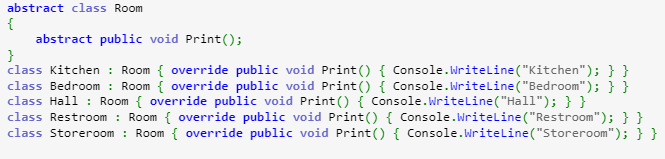 abstract class Room
{
    abstract public void Print();
}
class Kitchen : Room { override public void Print() { Console.WriteLine("Kitchen"); } }
class Bedroom : Room { override public void Print() { Console.WriteLine("Bedroom"); } }
class Hall : Room { override public void Print() { Console.WriteLine("Hall"); } }
class Restroom : Room { override public void Print() { Console.WriteLine("Restroom"); } }
class Storeroom : Room { override public void Print() { Console.WriteLine("Storeroom"); } }